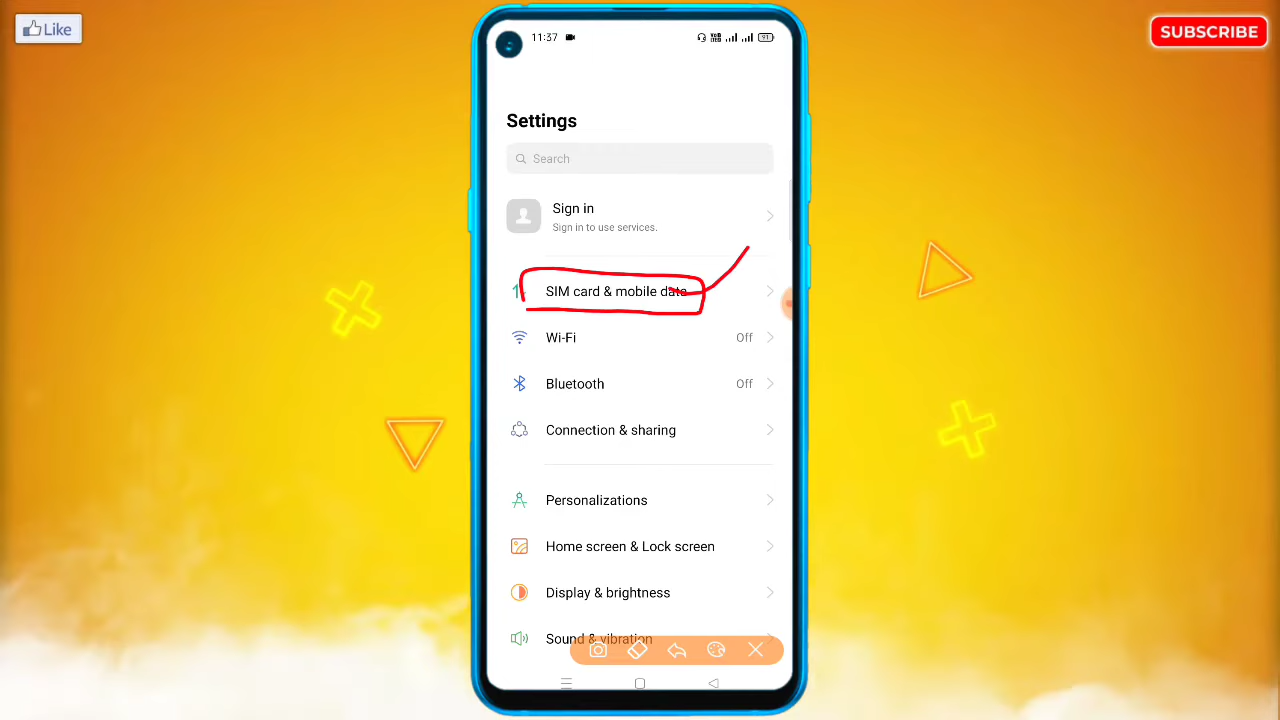 Like
SUBSCRIBE
11:37
91
Settings
Search
Sign in
Sign in to use services.
SIM card & mobile data
Wi-Fi
Off
Bluetooth
Off
Connection & sharing
Personalizations
Home screen & Lock screen
Display & brightness
Sound & vibration